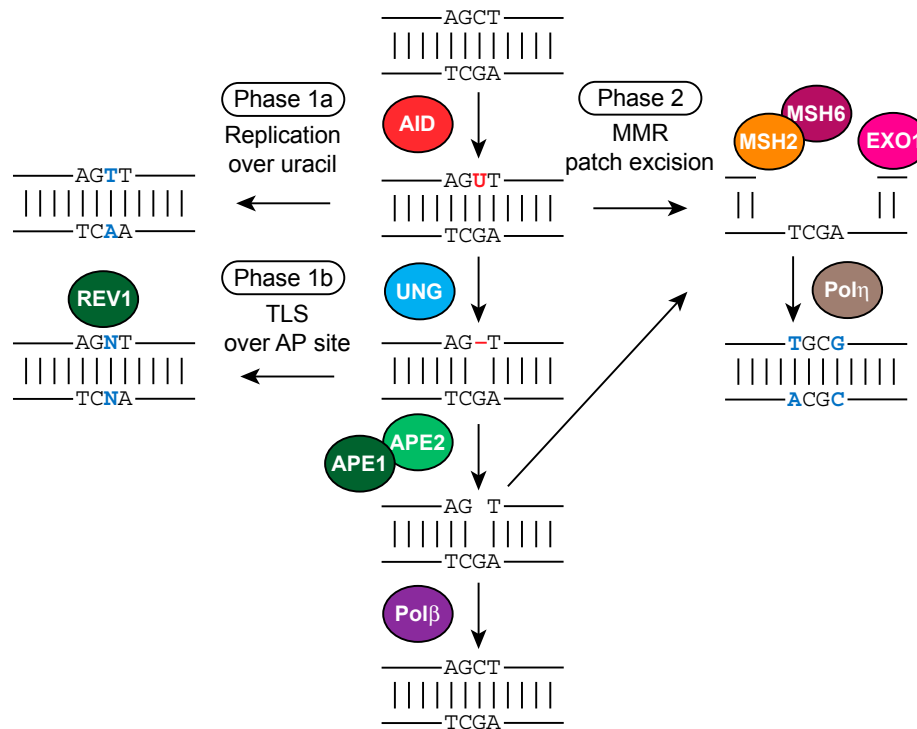 AGCT
TCGA
Phase 1a
Replication
over uracil
AID
Phase 2
MMR
patch excision
MSH6
MSH2
EXO1
AGTT
TCAA
AGUT
TCGA
TCGA
Phase 1b
TLS
over AP site
REV1
UNG
Polη
AGNT
TCNA
AG–T
TCGA
TGCG
ACGC
APE2
APE1
AG T
TCGA
Polβ
AGCT
TCGA